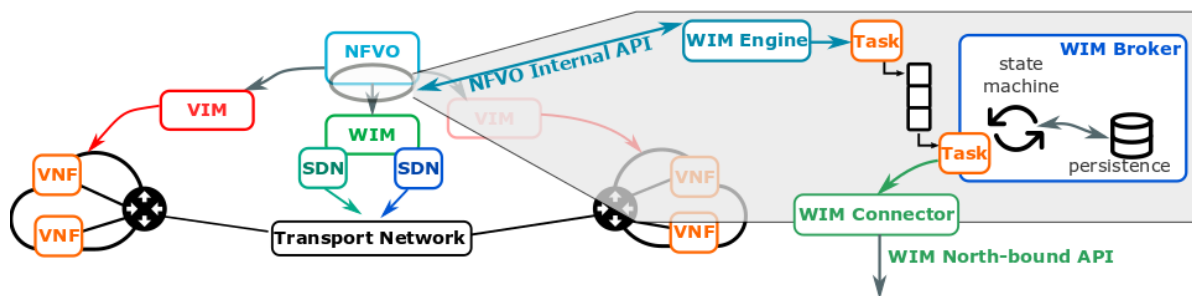 NFVO
NFVO Internal API
WIM Engine
Task
WIM Broker
state
machine
persistence
Task
VIM
VIM
WIM
SDN
SDN
VNF
VNF
VNF
VNF
Transport Network
WIM Connector
WIM North-bound API